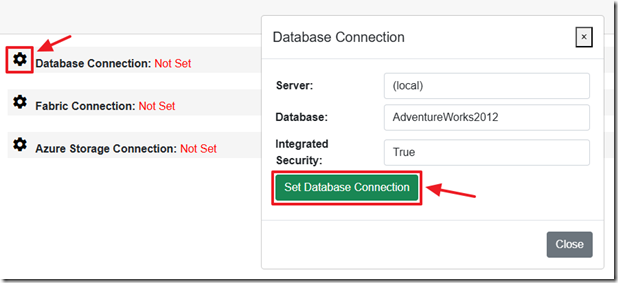 Database Connection: Not Set
Fabric Connection: Not Set
Azure Storage Connection: Not Set
Database Connection
×
Server: (local)
Database: AdventureWorks2012
Integrated
Security: True
Set Database Connection
Close